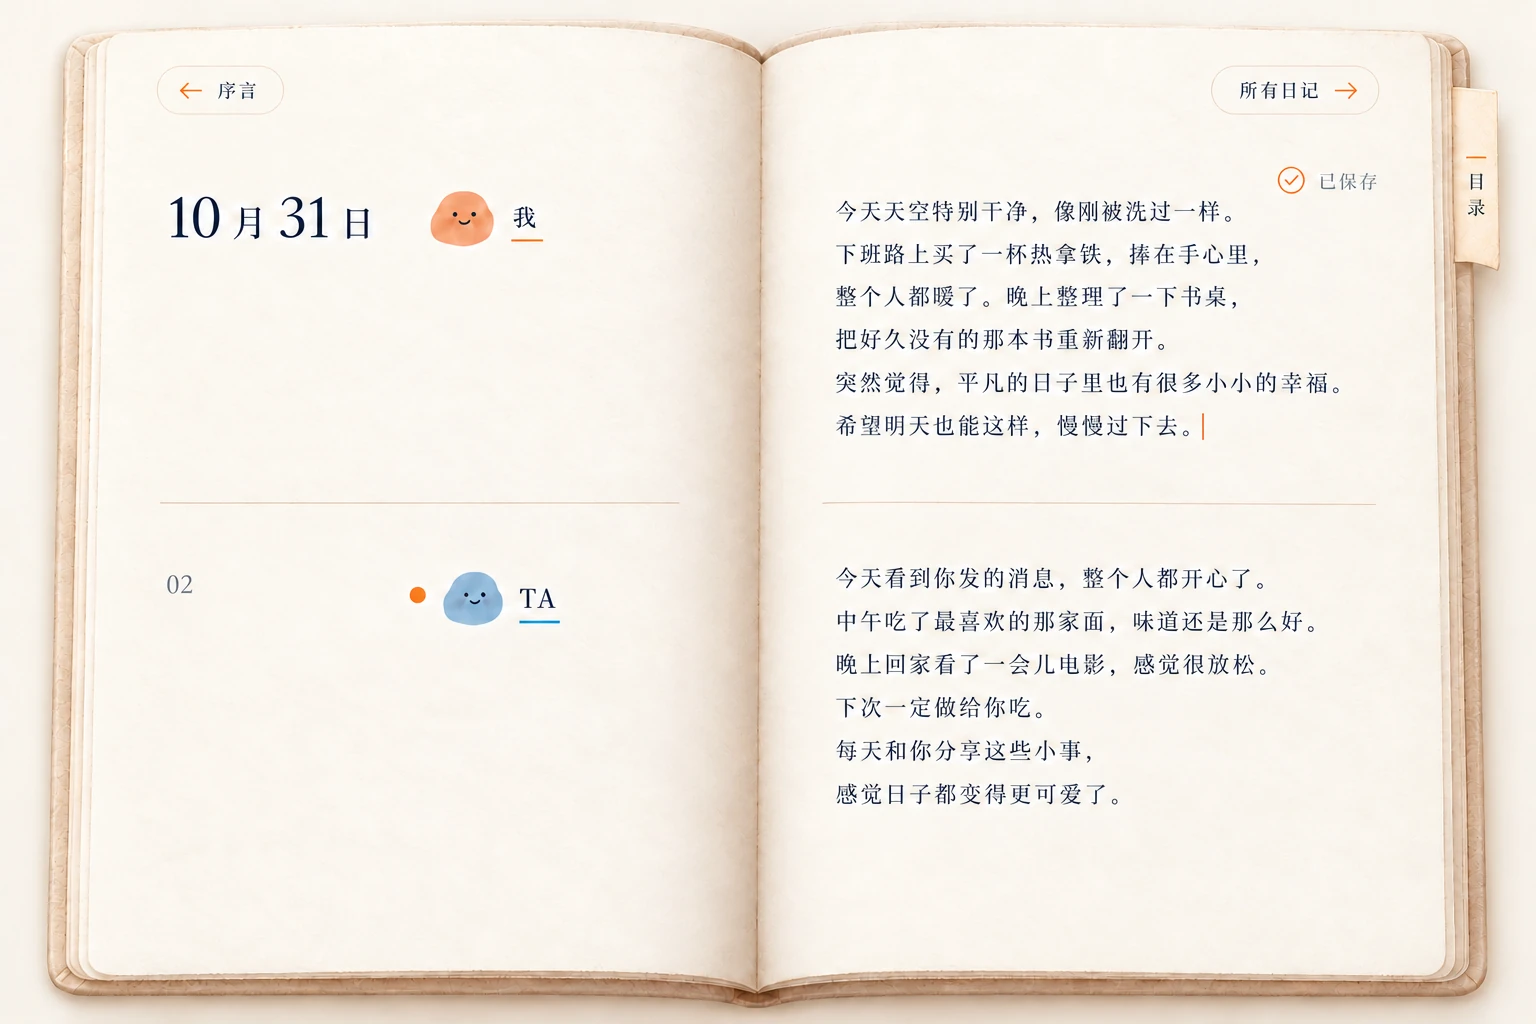 序言
所有日记
目录
10月31日
我
已保存
今天天空特别干净，像刚被洗过一样。
下班路上买了一杯热拿铁，捧在手心里，
整个人都暖了。晚上整理了一下书桌，
把好久没有的那本书重新翻开。
突然觉得，平凡的日子里也有很多小小的幸福。
希望明天也能这样，慢慢过下去。
02
TA
今天看到你发的消息，整个人都开心了。
中午吃了最喜欢的那家面，味道还是那么好。
晚上回家看了一会儿电影，感觉很放松。
下次一定做给你吃。
每天和你分享这些小事，
感觉日子都变得更可爱了。